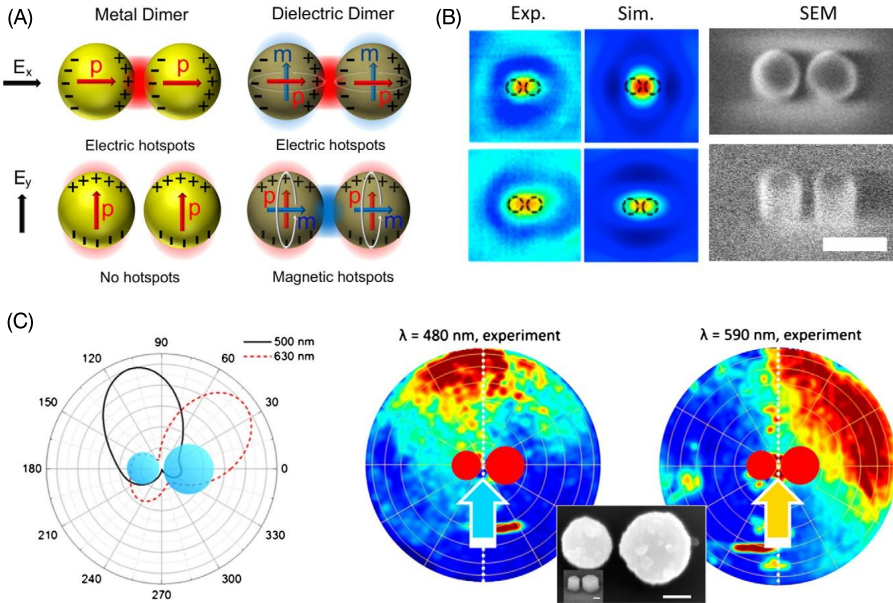 (A)
Metal Dimer
Dielectric Dimer
Ex
p
p
m
m
p
p
Electric hotspots
Electric hotspots
Ey
p
p
p
m
p
m
No hotspots
Magnetic hotspots
(B)
Exp.
Sim.
SEM
(C)
500 nm
630 nm
0
30
60
90
120
150
180
210
240
270
300
330
λ = 480 nm, experiment
λ = 590 nm, experiment